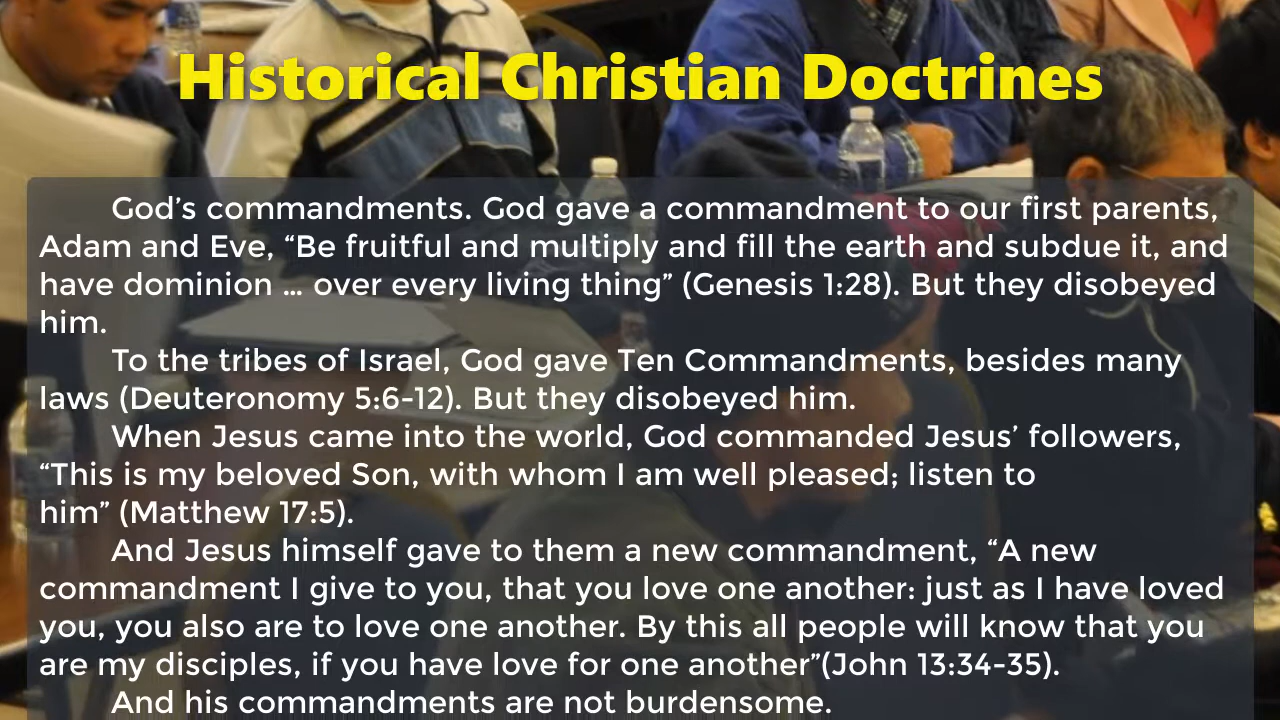 Historical Christian Doctrines
God’s commandments. God gave a commandment to our first parents,
Adam and Eve, “Be fruitful and multiply and fill the earth and subdue it, and
have dominion … over every living thing” (Genesis 1:28). But they disobeyed
him.
To the tribes of Israel, God gave Ten Commandments, besides many
laws (Deuteronomy 5:6-12). But they disobeyed him.
When Jesus came into the world, God commanded Jesus’ followers,
“This is my beloved Son, with whom I am well pleased; listen to
him” (Matthew 17:5).
And Jesus himself gave to them a new commandment, “A new
commandment I give to you, that you love one another: just as I have loved
you, you also are to love one another. By this all people will know that you
are my disciples, if you have love for one another”(John 13:34-35).
And his commandments are not burdensome.